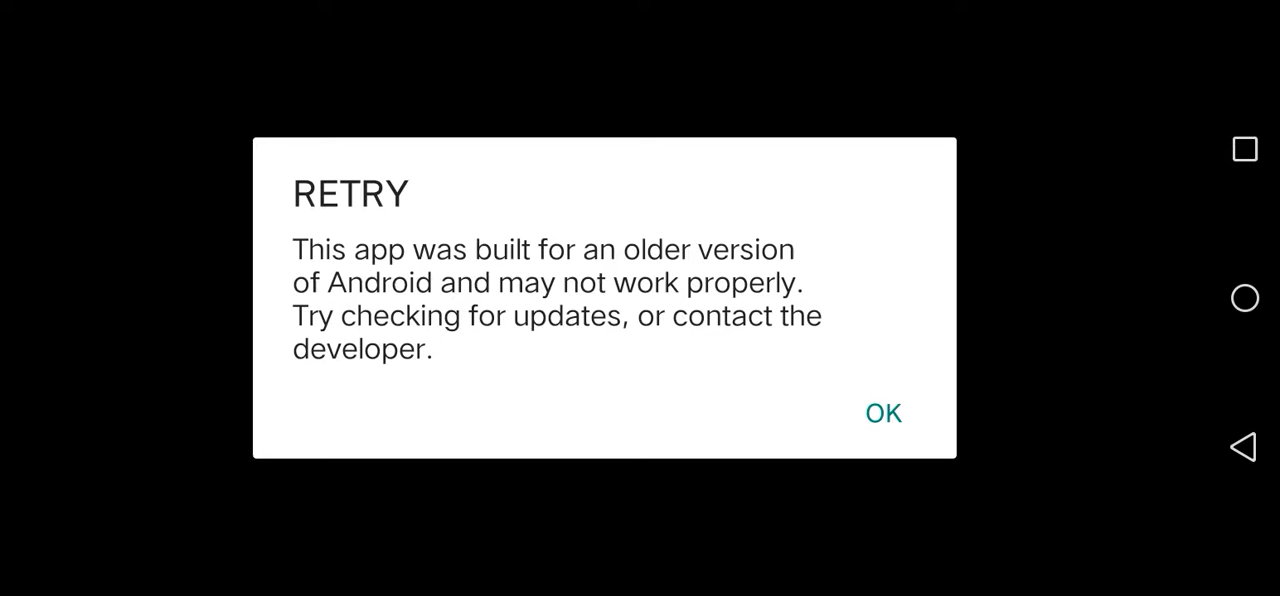 RETRY
This app was built for an older version
of Android and may not work properly.
Try checking for updates, or contact the
developer.
OK